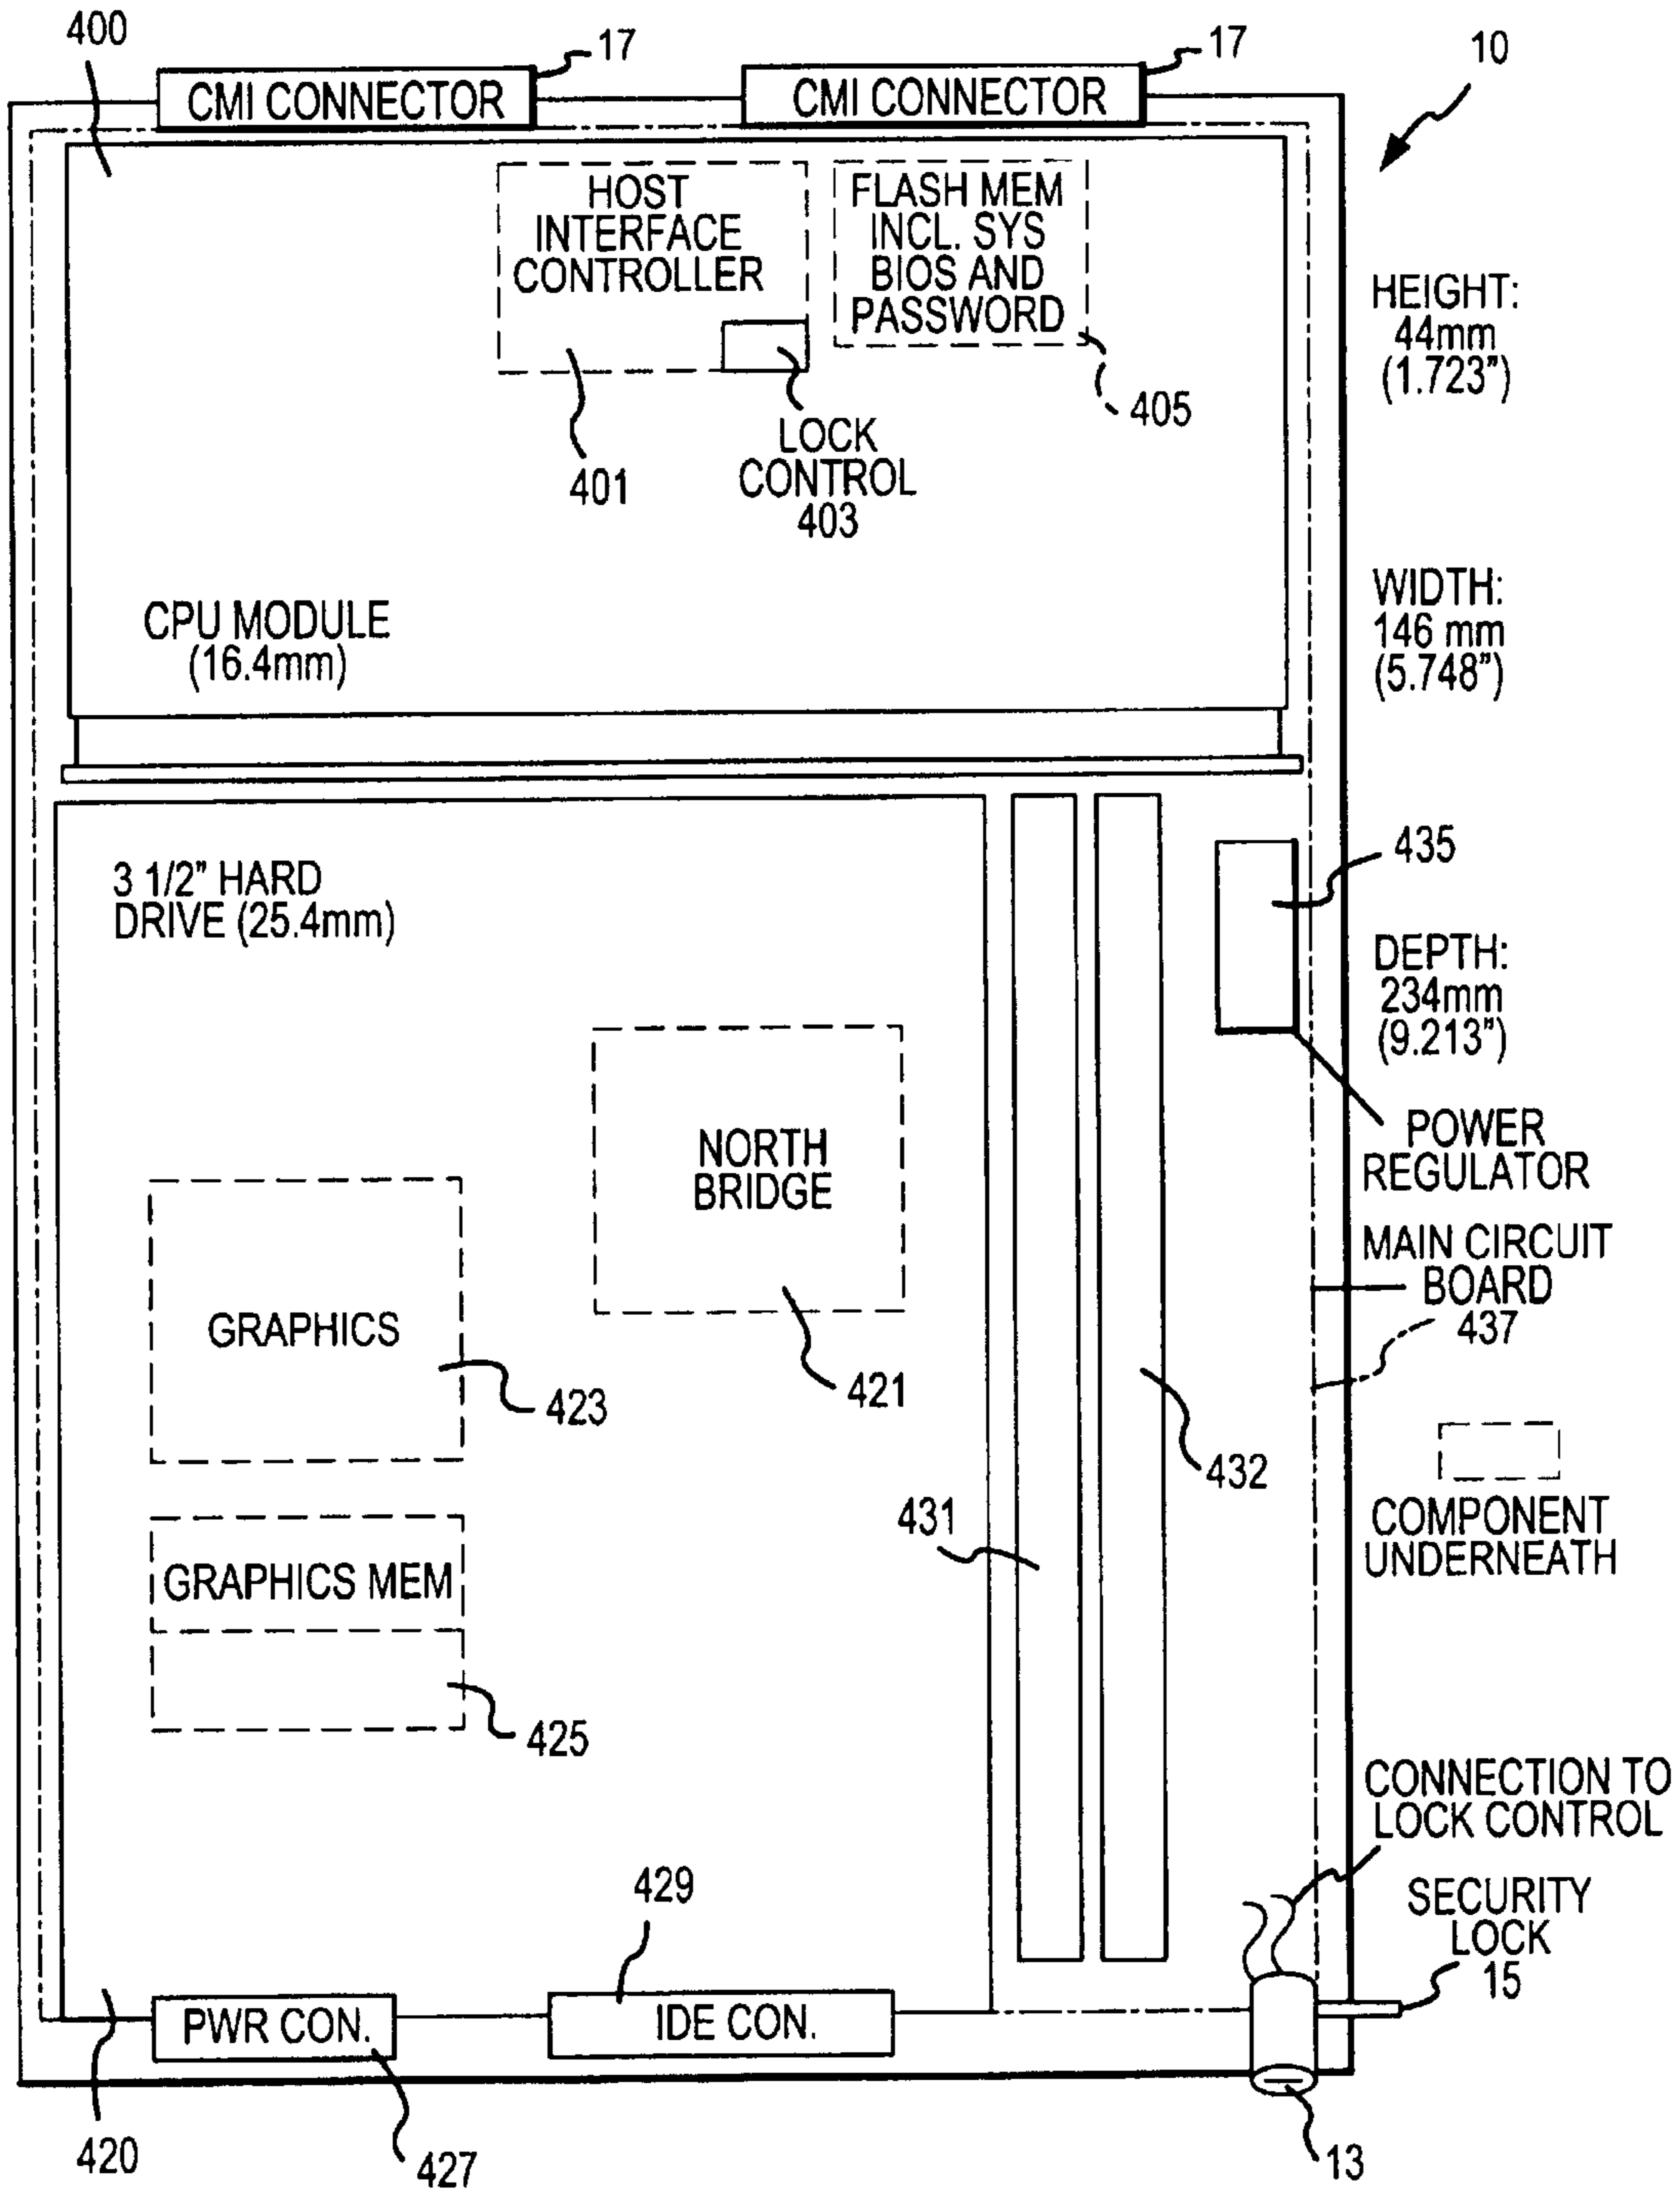 400
17
17
10
CMI CONNECTOR
CMI CONNECTOR
HOST
INTERFACE
CONTROLLER
FLASH MEM
INCL. SYS
BIOS AND
PASSWORD
HEIGHT:
44mm
(1.723”)
405
401
LOCK
CONTROL
403
CPU MODULE
(16.4mm)
WIDTH:
146 mm
(5.748”)
3 1/2” HARD
DRIVE (25.4mm)
435
DEPTH:
234mm
(9.213”)
NORTH
BRIDGE
POWER
REGULATOR
MAIN CIRCUIT
BOARD
437
GRAPHICS
423
421
432
431
COMPONENT
UNDERNEATH
GRAPHICS MEM
425
CONNECTION TO
LOCK CONTROL
429
SECURITY
LOCK
15
PWR CON.
IDE CON.
420
427
13